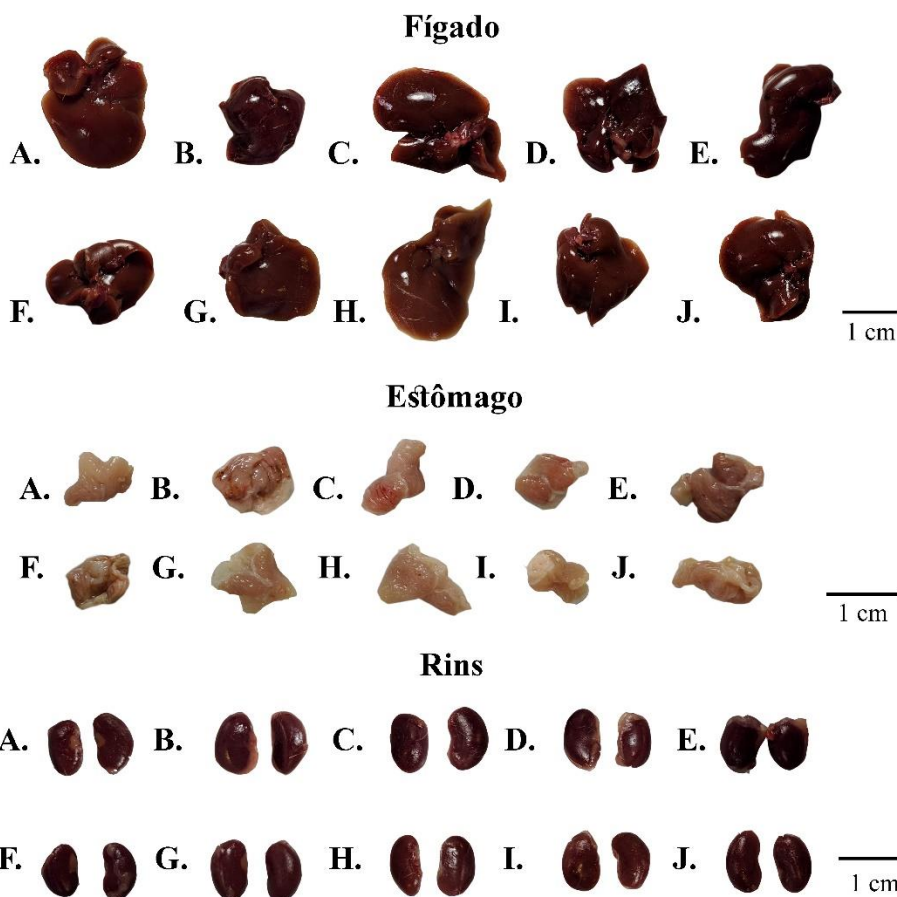 Fígado
A. B. C. D. E.
F. G. H. I. J.
1 cm
Estômago
A. B. C. D. E.
F. G. H. I. J.
1 cm
Rins
A. B. C. D. E.
F. G. H. I. J.
1 cm